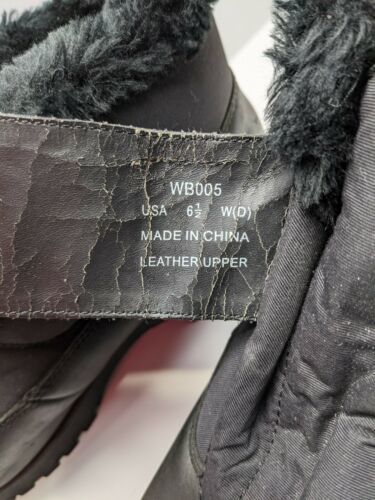 WB005
USA 6½ W(D)
MADE IN CHINA
LEATHER UPPER